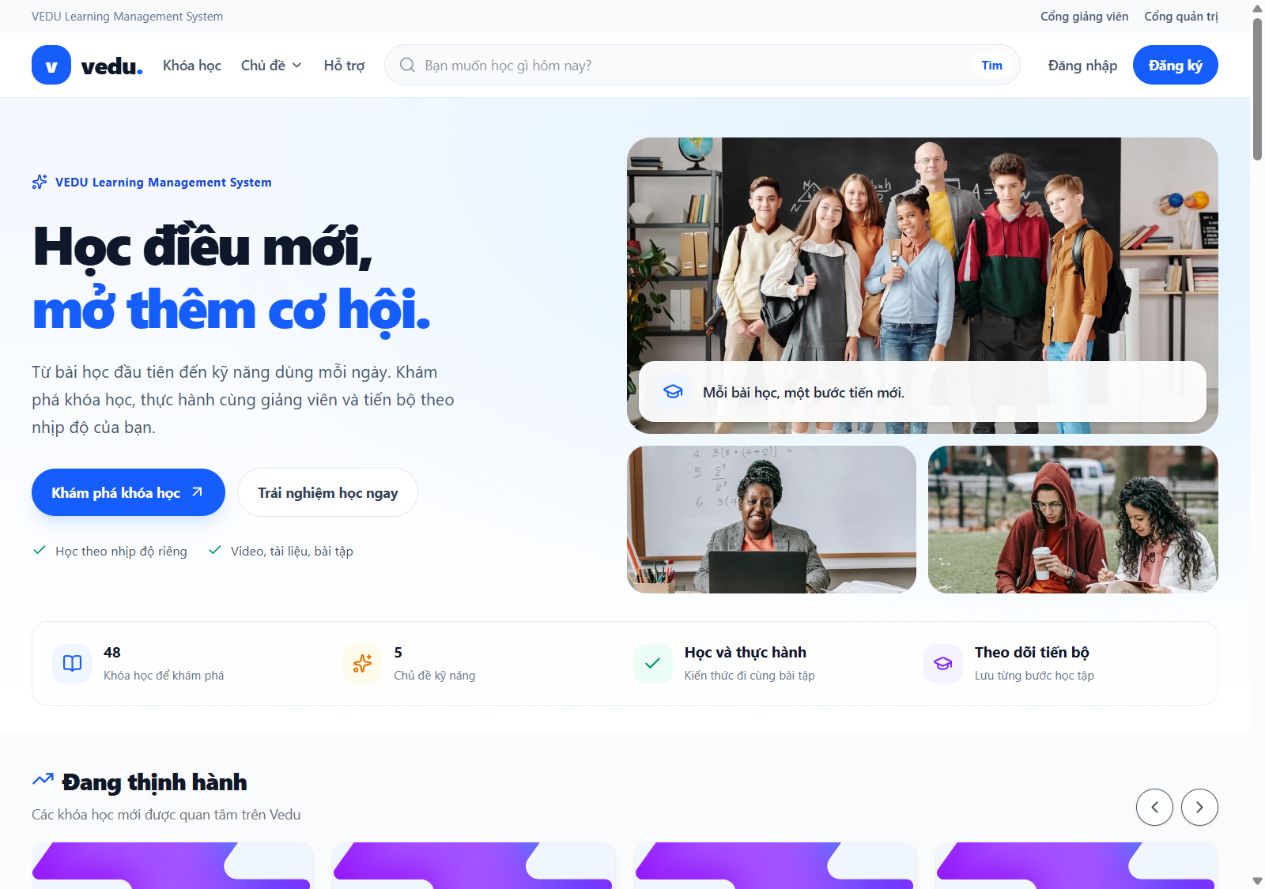 VEDU Learning Management System
Cổng giảng viên
Cổng quản trị
v
vedu.
Khóa học
Chủ đề
Hỗ trợ
Bạn muốn học gì hôm nay?
Tìm
Đăng nhập
Đăng ký
VEDU Learning Management System
Học điều mới,
mở thêm cơ hội.
Từ bài học đầu tiên đến kỹ năng dùng mỗi ngày. Khám
phá khóa học, thực hành cùng giảng viên và tiến bộ theo
nhịp độ của bạn.
Khám phá khóa học
Trải nghiệm học ngay
Học theo nhịp độ riêng
Video, tài liệu, bài tập
Mỗi bài học, một bước tiến mới.
48
Khóa học để khám phá
5
Chủ đề kỹ năng
Học và thực hành
Kiến thức đi cùng bài tập
Theo dõi tiến bộ
Lưu từng bước học tập
Đang thịnh hành
Các khóa học mới được quan tâm trên Vedu